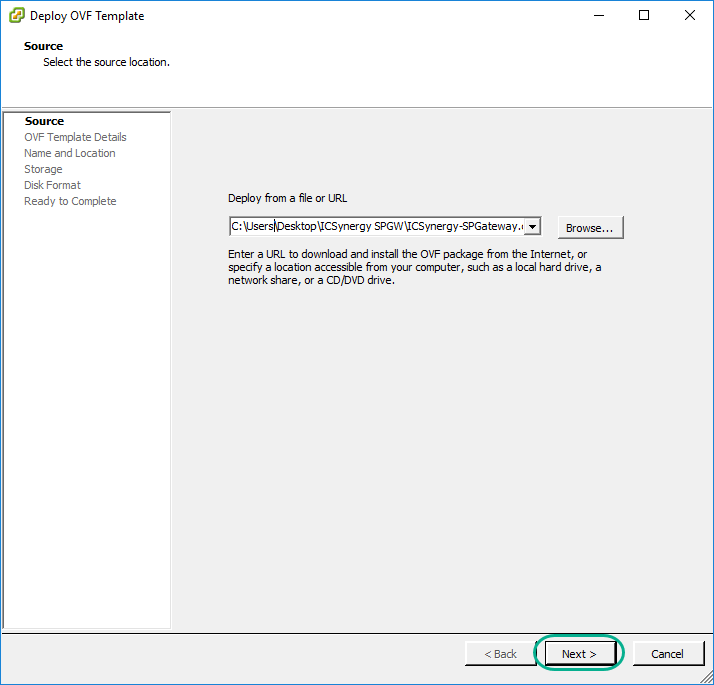 Deploy OVF Template
Source
Select the source location.
Source
OVF Template Details
Name and Location
Storage
Disk Format
Ready to Complete
Deploy from a file or URL
C:\Users\Desktop\ICSynergy SPGW\ICSynergy-SPGateway.
Browse...
Enter a URL to download and install the OVF package from the Internet, or
specify a location accessible from your computer, such as a local hard drive, a
network share, or a CD/DVD drive.
< Back
Next >
Cancel